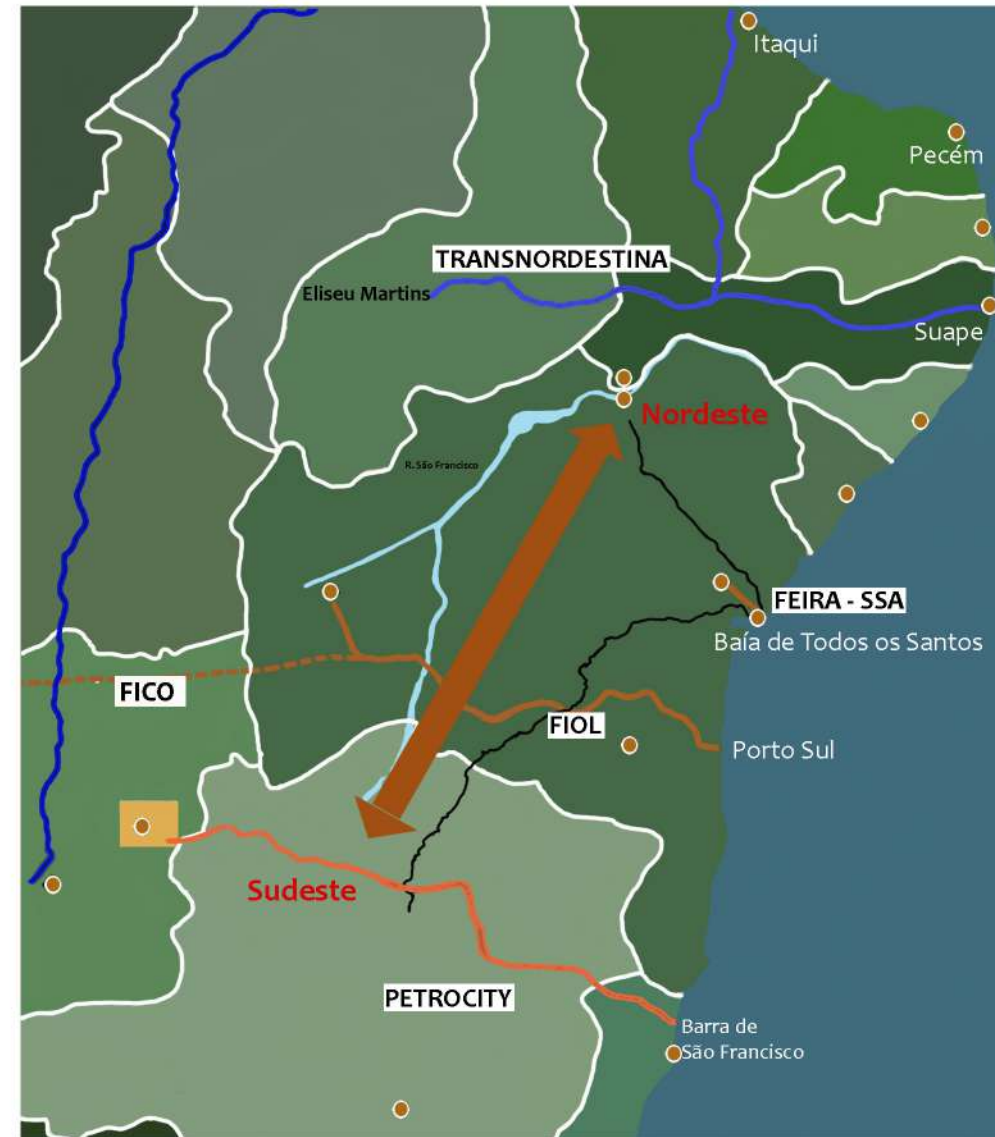 Itaqui
Pecém
TRANSNORDESTINA
Eliseu Martins
Suape
Nordeste
R. São Francisco
FEIRA - SSA
Baía de Todos os Santos
FICO
FIOL
Porto Sul
Sudeste
PETROCITY
Barra de
São Francisco